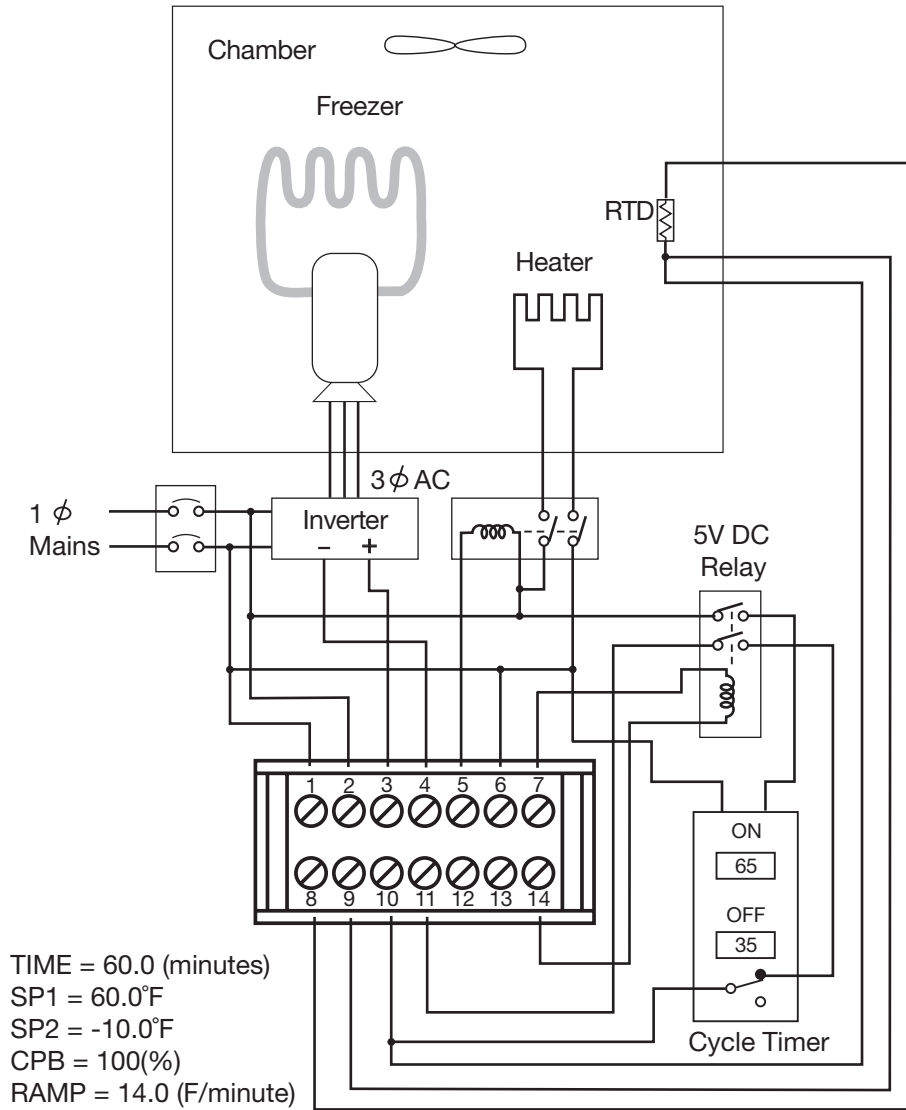 Chamber
Freezer
RTD
Heater
3 ϕ AC
1 ϕ
Mains
Inverter
– +
5V DC
Relay
1 2 3 4 5 6 7
8 9 10 11 12 13 14
ON
65
OFF
35
Cycle Timer
TIME = 60.0 (minutes)
SP1 = 60.0°F
SP2 = -10.0°F
CPB = 100(%)
RAMP = 14.0 (F/minute)